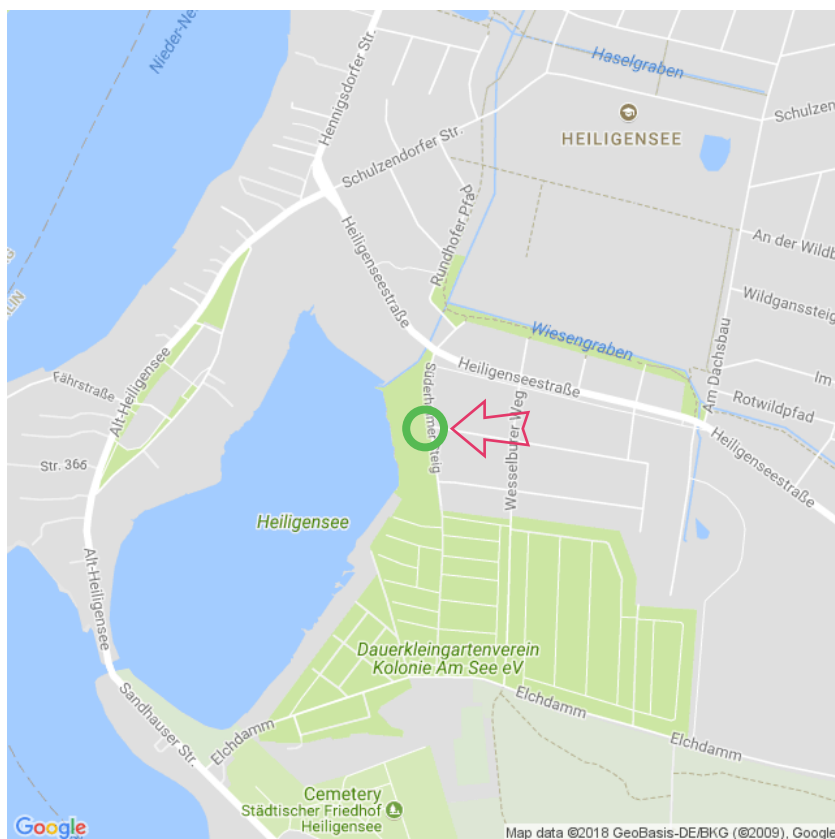 Nieder-Ne
Hennigsdorfer Str.
Haselgraben
Schulzendorfer Str.
HEILIGENSEE
Schulzen
Rundhofer Pfad
Heiligenseestraße
An der Wildb
Wildganssteig
Wiesengraben
LIN
Am Dachsbau
Im
Alt-Heiligensee
Fährstraße
Heiligenseestraße
Rotwildpfad
Wesselburer Weg
Heiligenseestraße
Str. 366
Heiligensee
Alt-Heiligensee
Dauerkleingartenverein
Kolonie Am See eV
Elchdamm
Sandhauser Str.
Elchdamm
Elchdamm
Cemetery
Städtischer Friedhof
Heiligensee
Google
Map data ©2018 GeoBasis-DE/BKG (©2009), Google